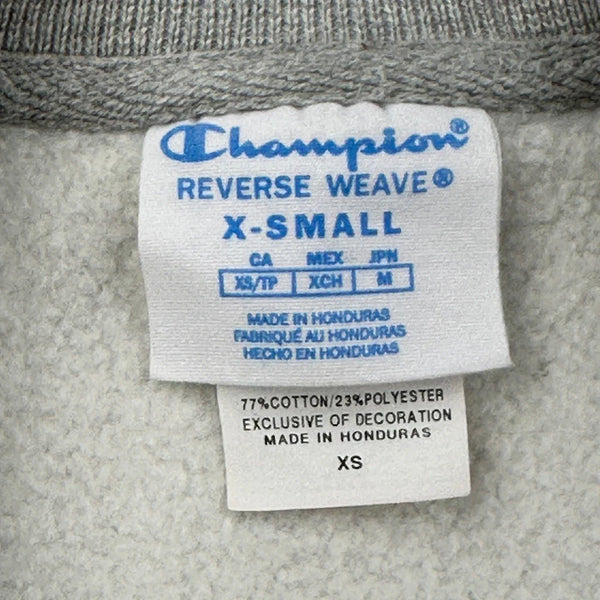 Champion®
REVERSE WEAVE®
X-SMALL
CA MEX JPN
XS/TP XCH M
MADE IN HONDURAS
FABRIQUÉ AU HONDURAS
HECHO EN HONDURAS
77%COTTON/23%POLYESTER
EXCLUSIVE OF DECORATION
MADE IN HONDURAS
XS